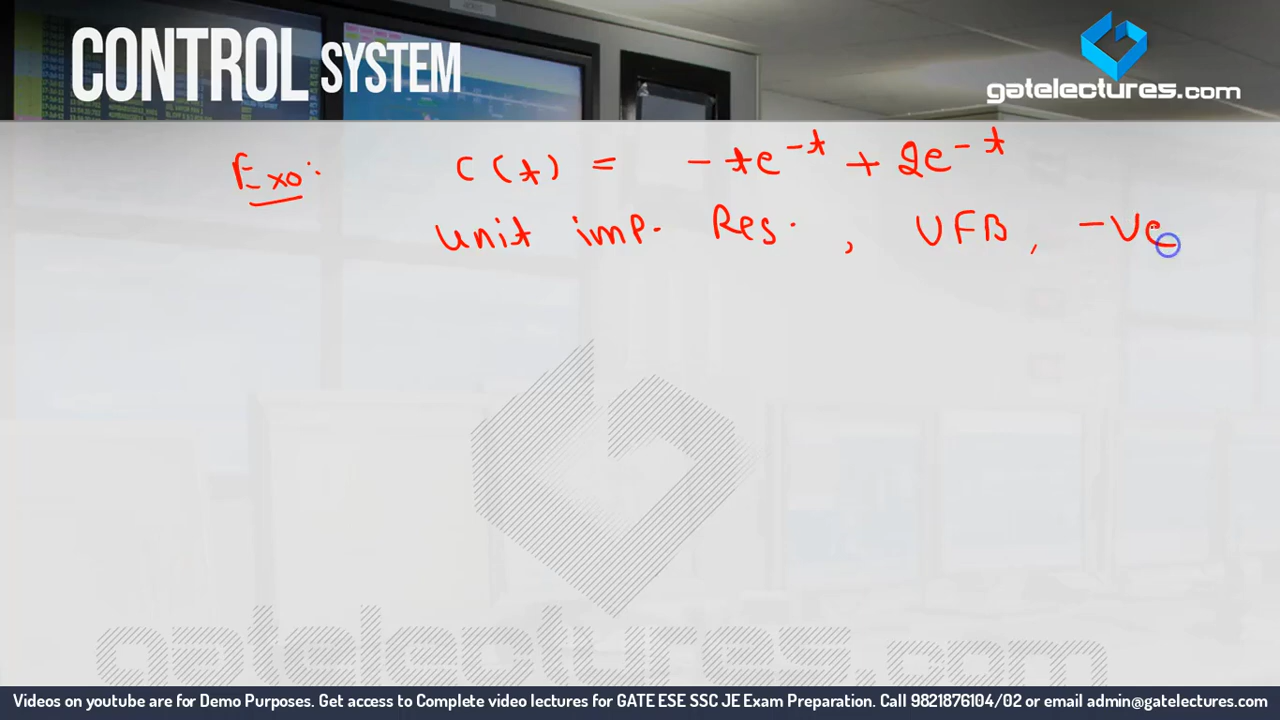 CONTROL SYSTEM
gatelectures.com
Exo: c(t) = -te^{-t} + 2e^{-t}
unit imp. Res. , UFB, -ve
gatelectures.com
Videos on youtube are for Demo Purposes. Get access to Complete video lectures for GATE ESE SSC JE Exam Preparation. Call 9821876104/02 or email admin@gatelectures.com